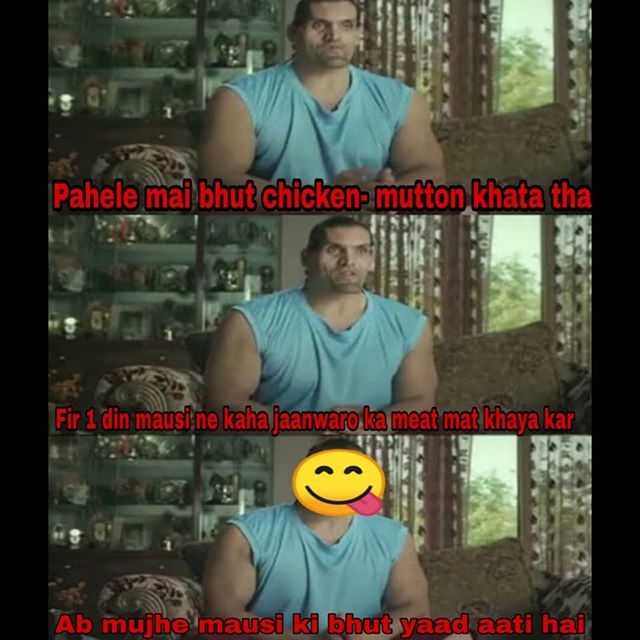 Pahele mai bhut chicken- mutton khata tha
Fir 1 din mausi ne kaha jaanwaro ka meat mat khaya kar
Ab mujhe mausi ki bhut yaad aati hai